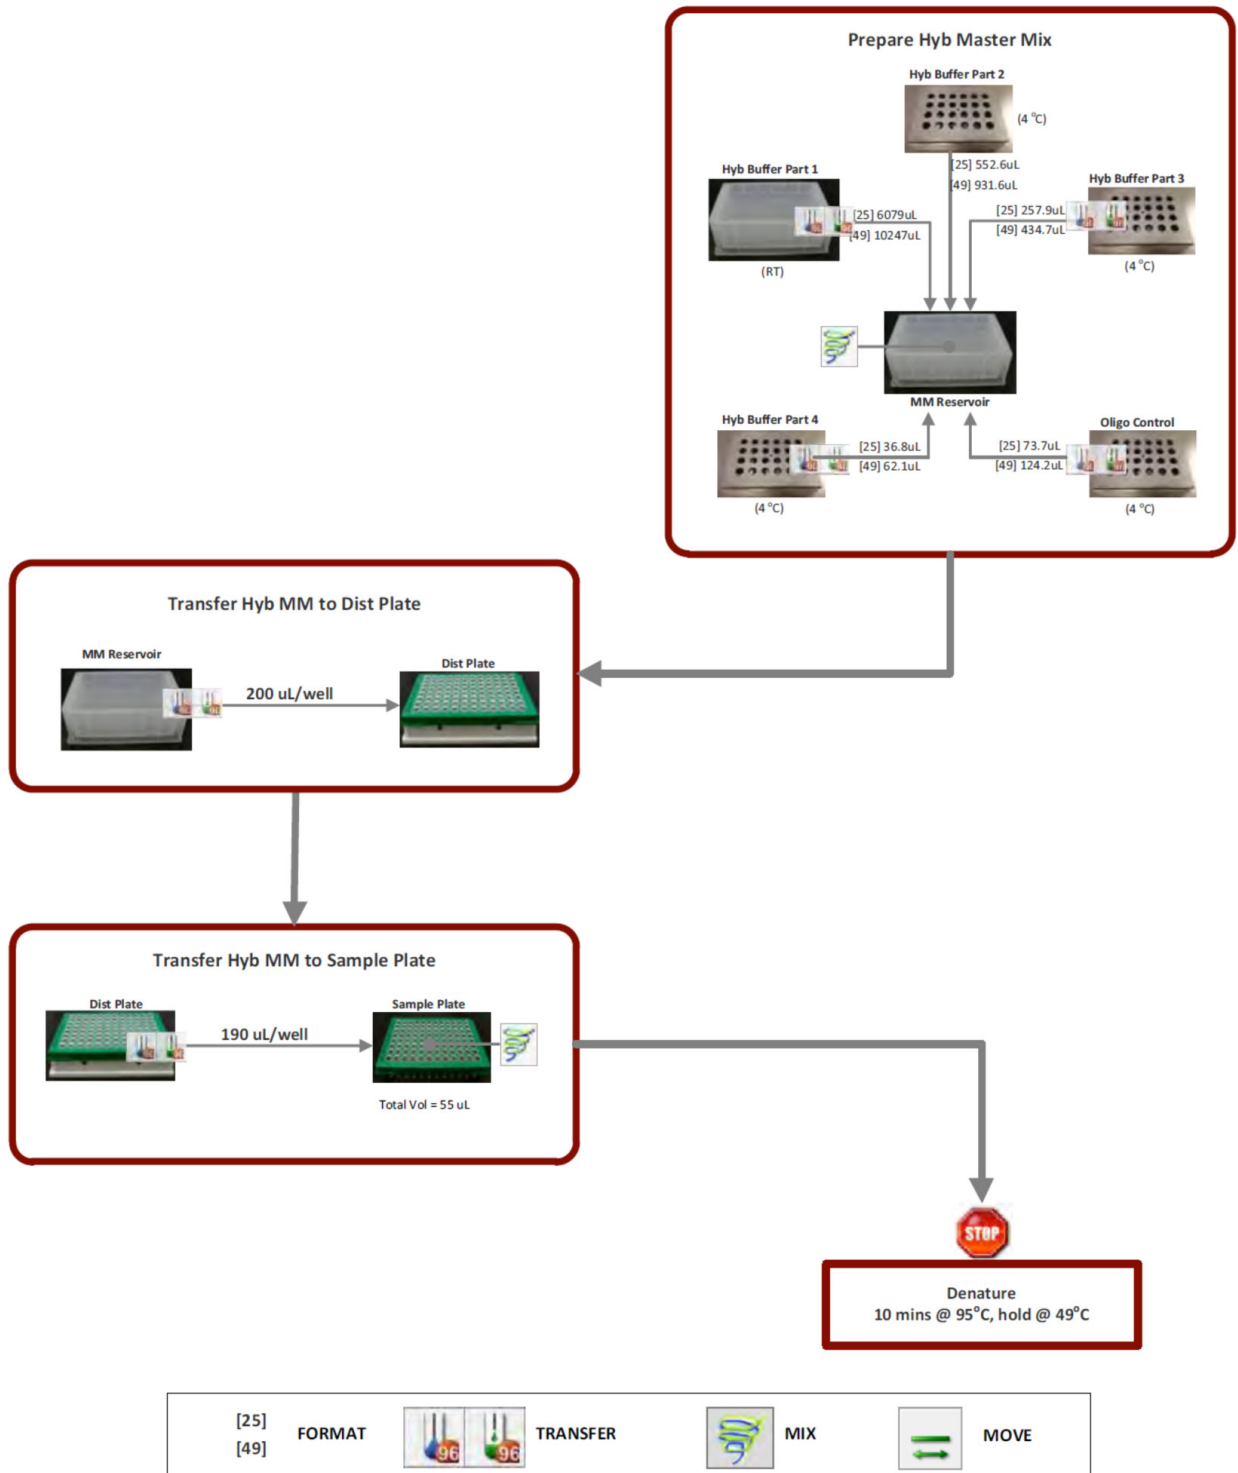 Prepare Hyb Master Mix
Hyb Buffer Part 2
(4 °C)
[25] 552.6uL
[49] 931.6uL
Hyb Buffer Part 1
[25] 6079uL
[49] 10247uL
(RT)
Hyb Buffer Part 3
[25] 257.9uL
[49] 434.7uL
(4 °C)
MM Reservoir
Hyb Buffer Part 4
[25] 36.8uL
[49] 62.1uL
(4 °C)
Oligo Control
[25] 73.7uL
[49] 124.2uL
(4 °C)
Transfer Hyb MM to Dist Plate
MM Reservoir
200 uL/well
Dist Plate
Transfer Hyb MM to Sample Plate
Dist Plate
190 uL/well
Sample Plate
Total Vol = 55 uL
STOP
Denature
10 mins @ 95°C, hold @ 49°C
[25]
[49]
FORMAT
96
96
TRANSFER
MIX
MOVE